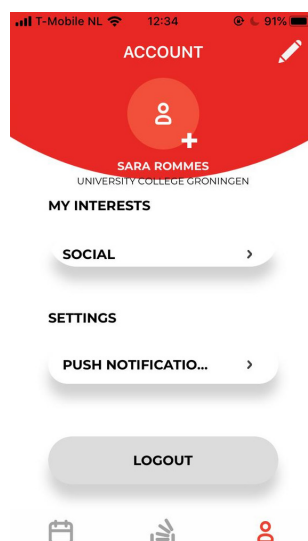 T-Mobile NL 12:34 91%
ACCOUNT
SARA ROMMES
UNIVERSITY COLLEGE GRONINGEN
MY INTERESTS
SOCIAL
SETTINGS
PUSH NOTIFICATIO...
LOGOUT